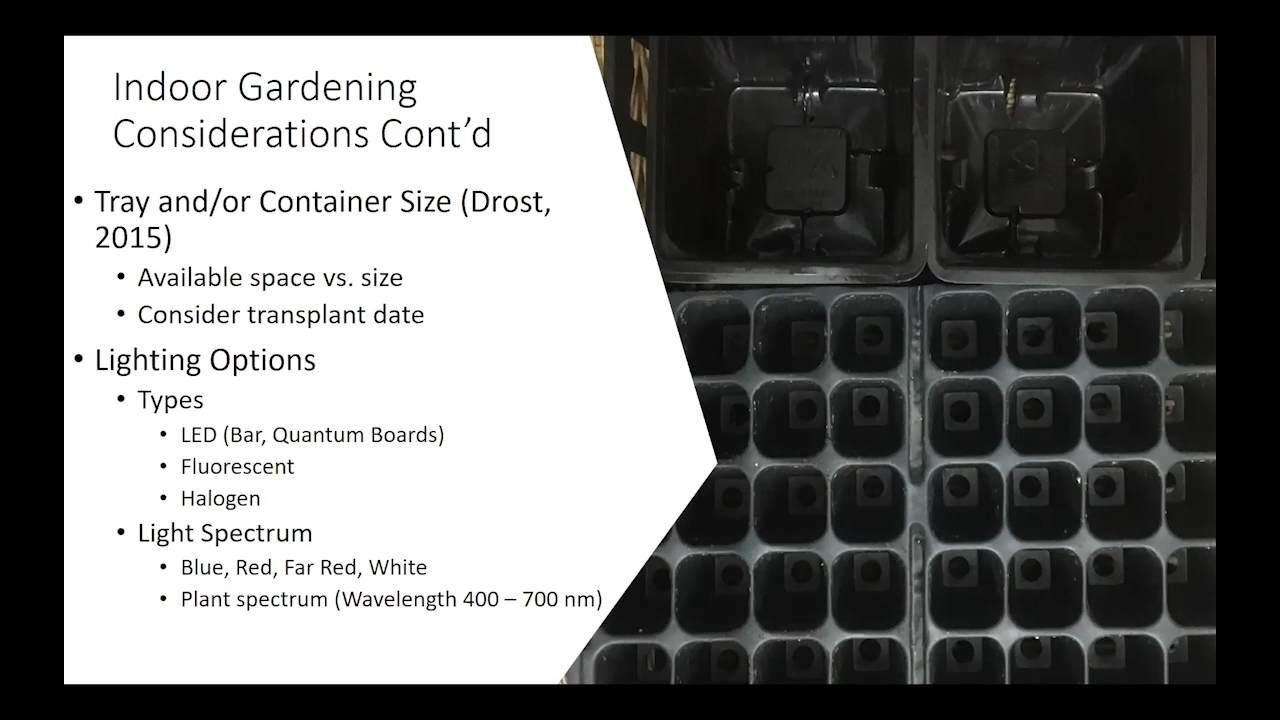 Indoor Gardening
Considerations Cont’d
• Tray and/or Container Size (Drost,
2015)
• Available space vs. size
• Consider transplant date
• Lighting Options
• Types
• LED (Bar, Quantum Boards)
• Fluorescent
• Halogen
• Light Spectrum
• Blue, Red, Far Red, White
• Plant spectrum (Wavelength 400 – 700 nm)